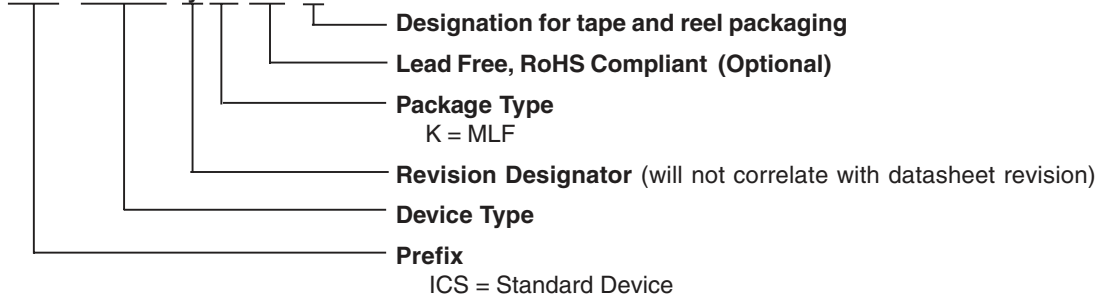 Designation for tape and reel packaging
Lead Free, RoHS Compliant (Optional)
Package Type
K = MLF
Revision Designator (will not correlate with datasheet revision)
Device Type
Prefix
ICS = Standard Device